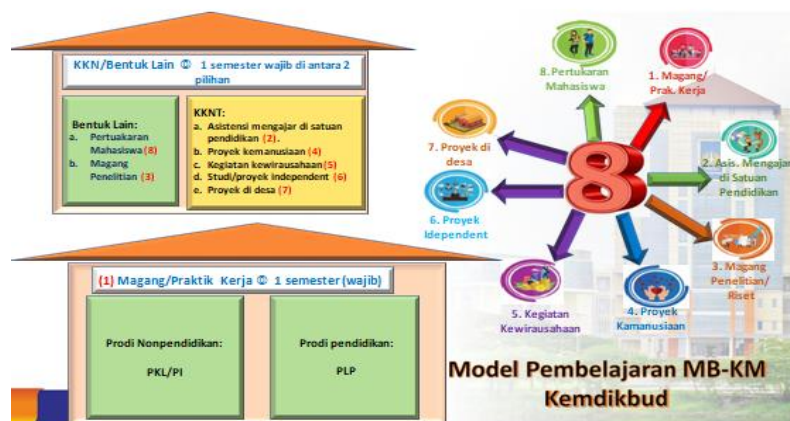 KKN/Bentuk Lain ☺ 1 semester wajib di antara 2
pilihan
Bentuk Lain:
a. Pertuakaran
Mahasiswa (8)
b. Magang
Penelitian (3)
KKNT:
a. Asistensi mengajar di satuan
pendidikan (2).
b. Proyek kemanusiaan (4)
c. Kegiatan kewirausahaan (5)
d. Studi/proyek independent (6)
e. Proyek di desa (7)
(1) Magang/Praktik Kerja ☺ 1 semester (wajib)
Prodi Nonpendidikan:
PKL/PI
Prodi pendidikan:
PLP
8
8. Pertukaran
Mahasiswa
1. Magang/
Prak. Kerja
2. Asis. Mengajar
di Satuan
Pendidikan
3. Magang
Penelitian/
Riset
4. Proyek
Kamanusiaan
5. Kegiatan
Kewirausahaan
6. Proyek
Idependent
7. Proyek di
desa
Model Pembelajaran MB-KM
Kemdikbud